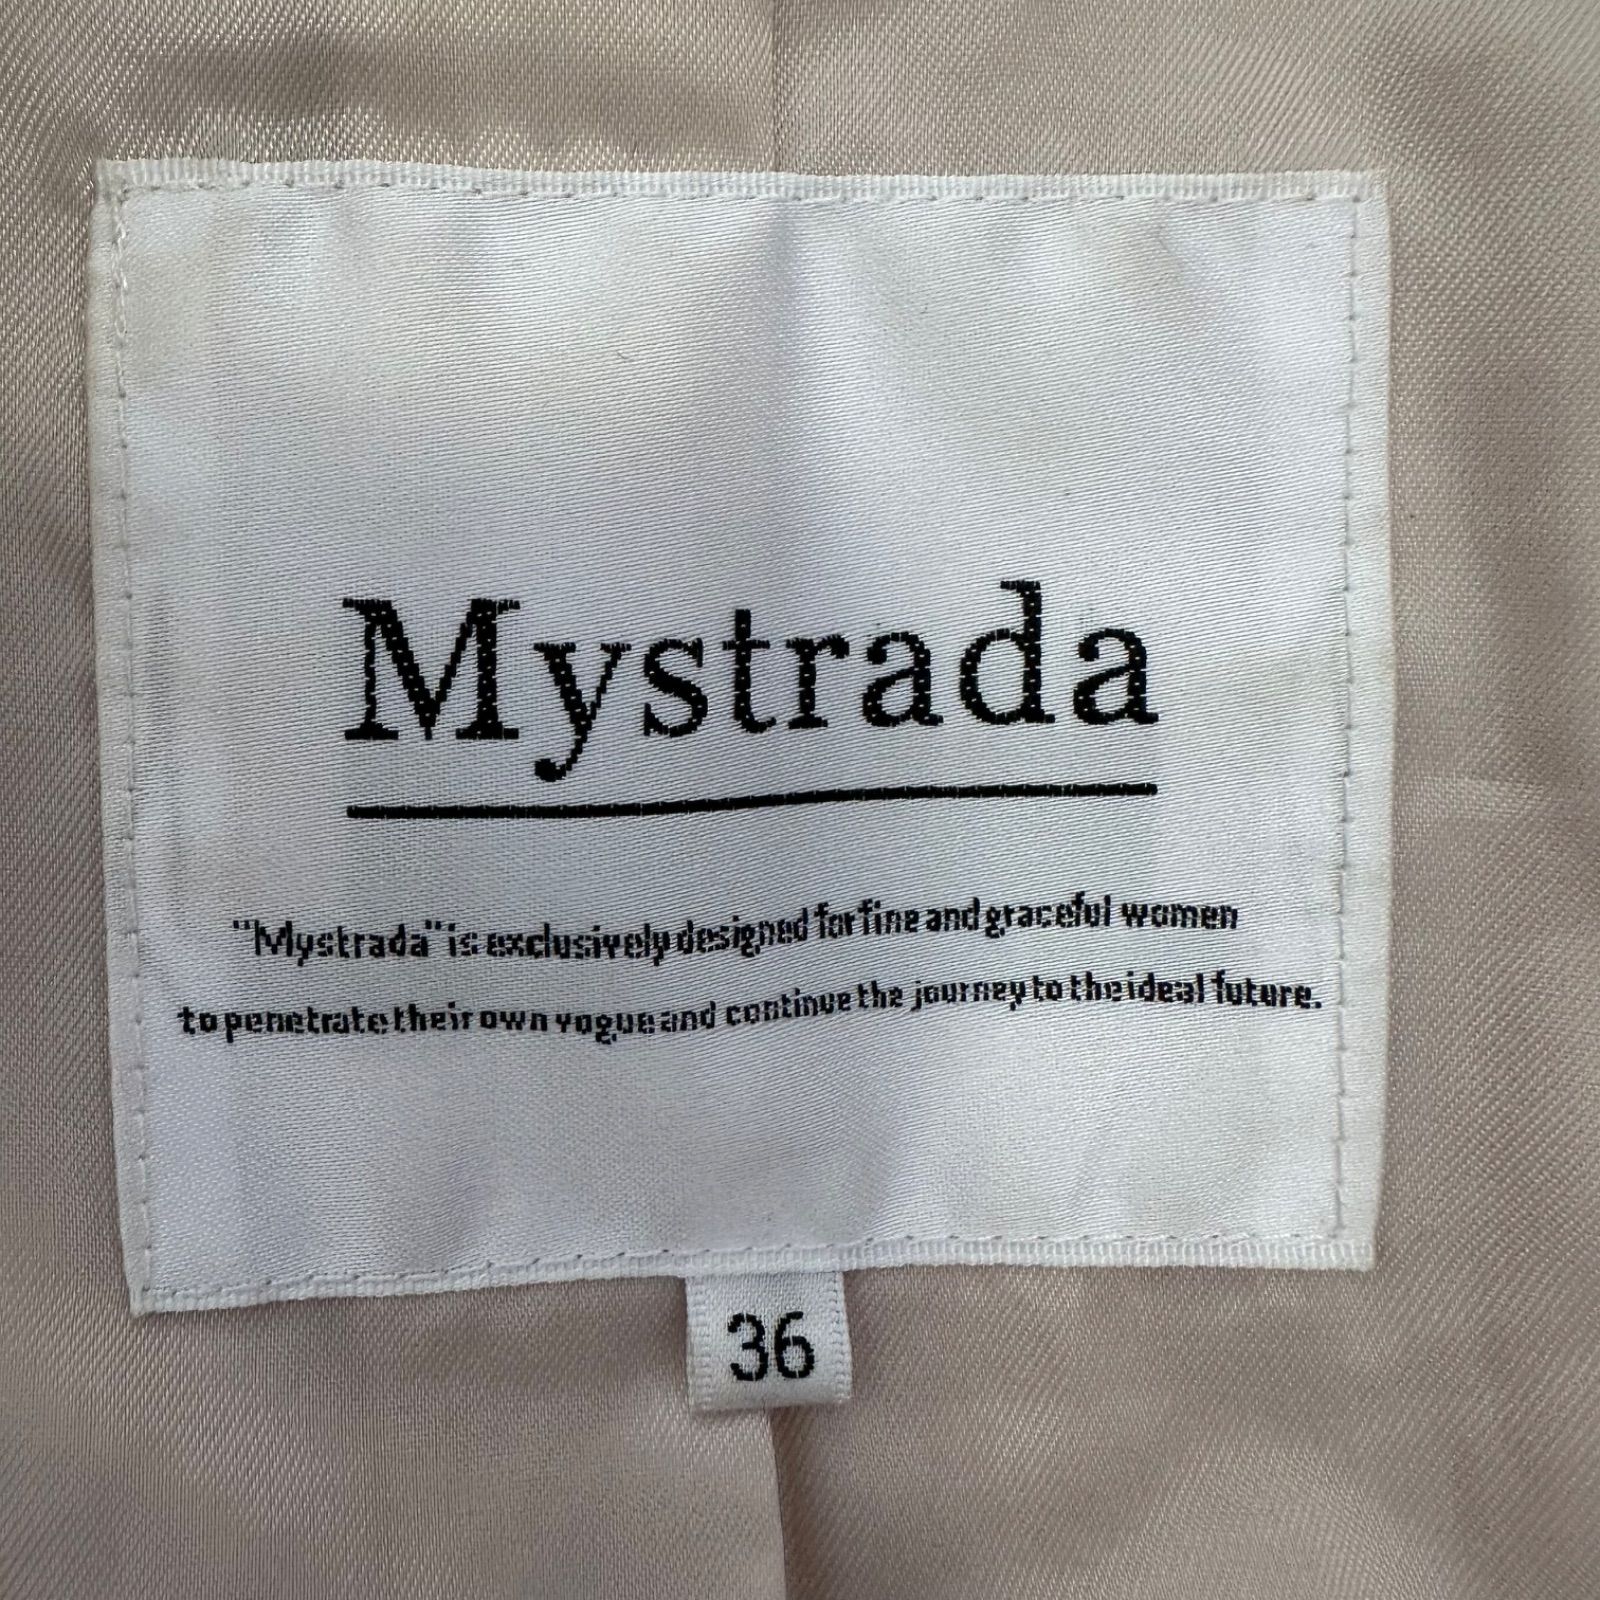 Mystrada
"Mystrada" is exclusively designed for fine and graceful women
to penetrate their own vogue and continue the journey to the ideal future.
36